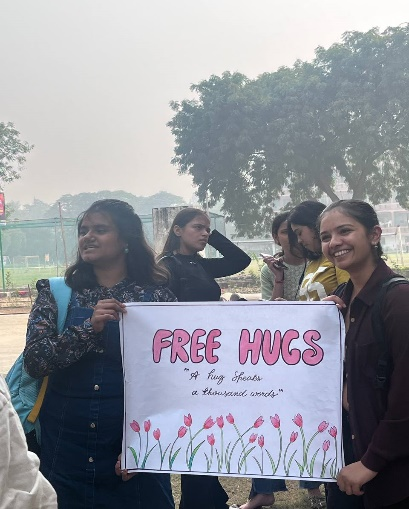 FREE HUGS
"A hug speaks
a thousand words"